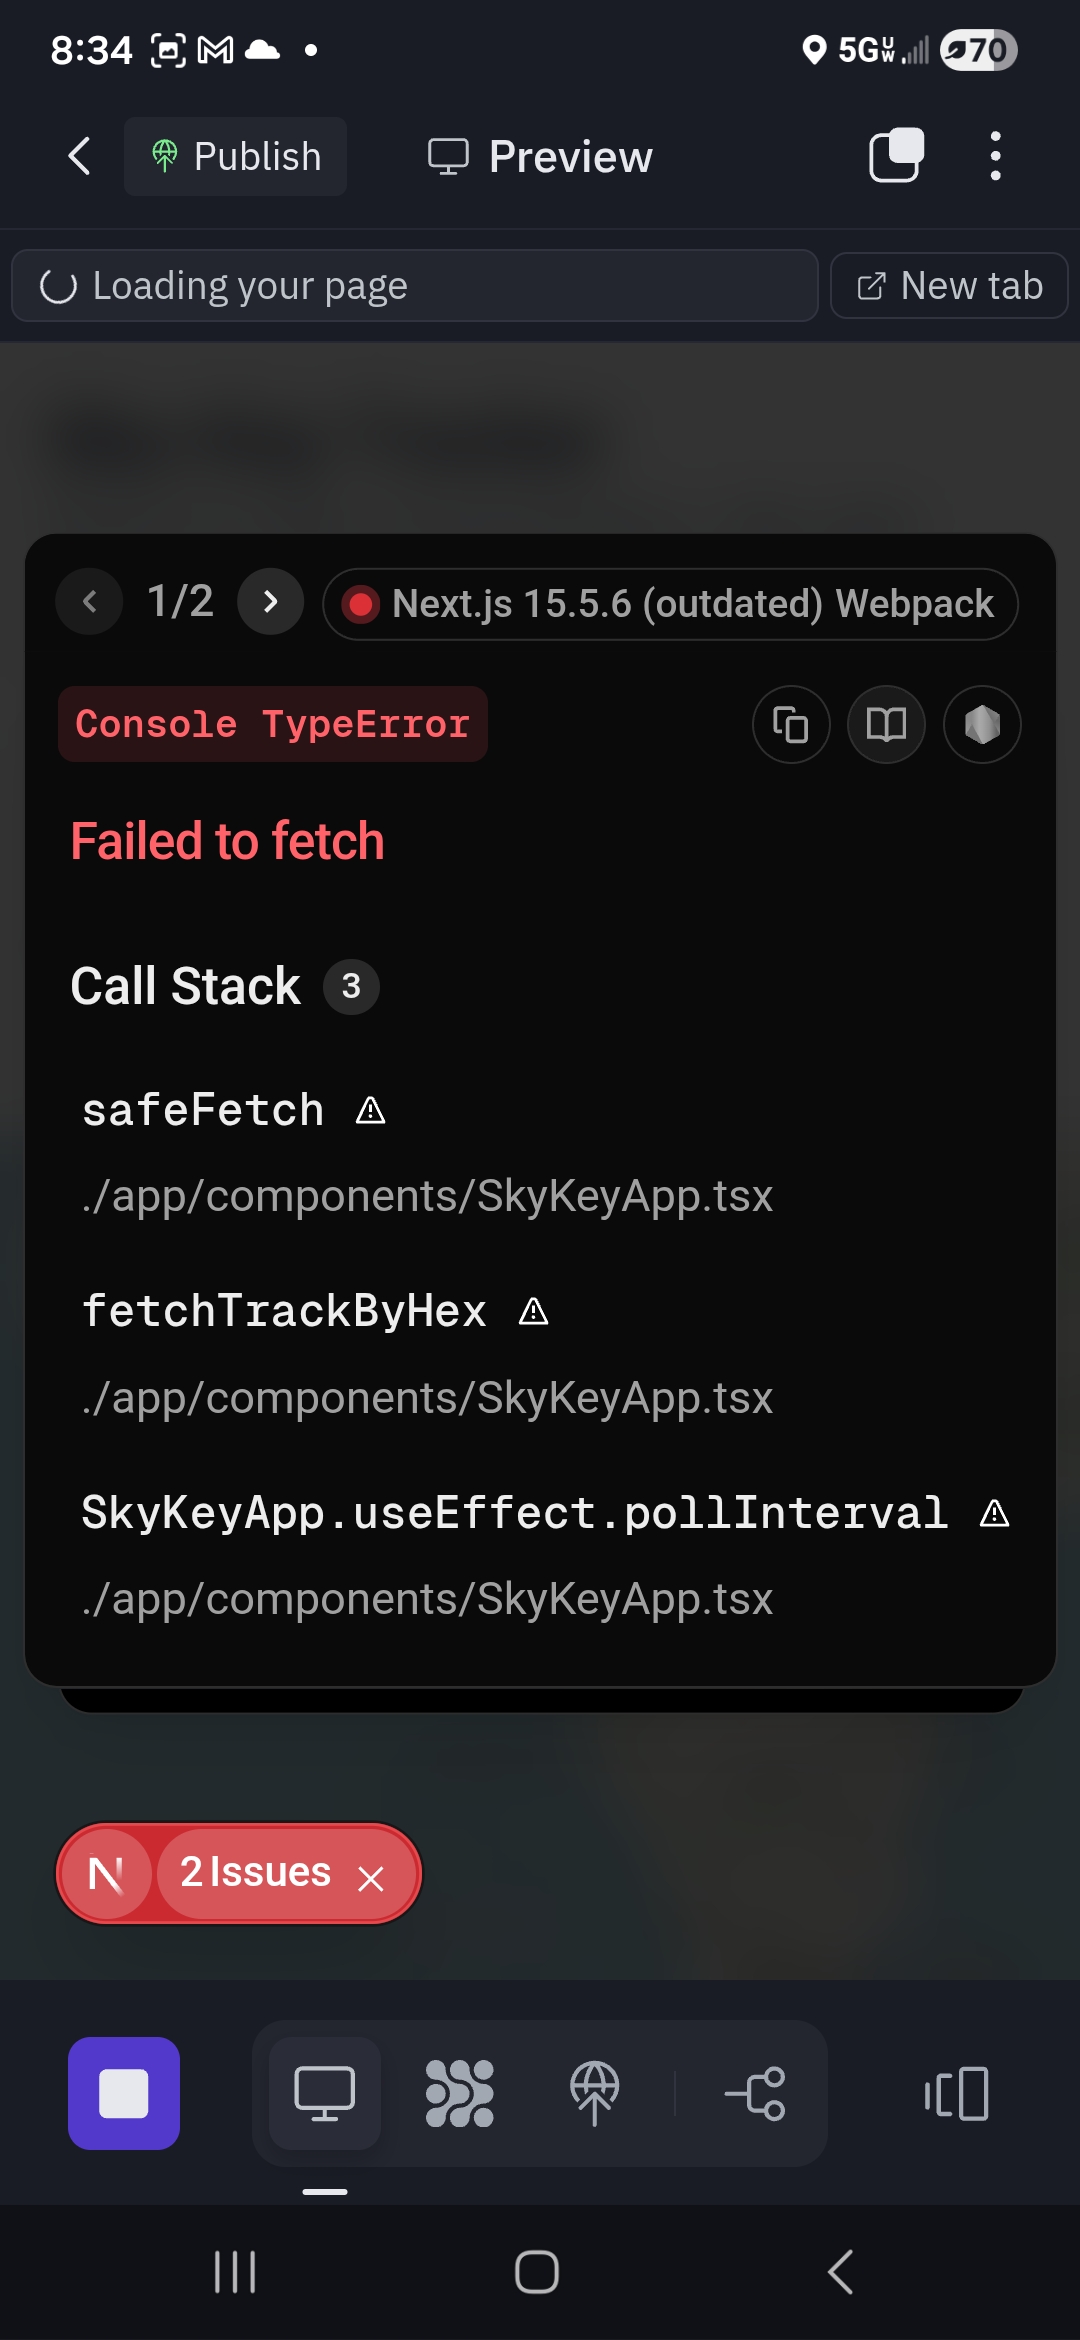 8:34
5G UW
70
Publish
Preview
Loading your page
New tab
1/2
Next.js 15.5.6 (outdated) Webpack
Console TypeError
Failed to fetch
Call Stack 3
safeFetch
./app/components/SkyKeyApp.tsx
fetchTrackByHex
./app/components/SkyKeyApp.tsx
SkyKeyApp.useEffect.pollInterval
./app/components/SkyKeyApp.tsx
N 2 Issues